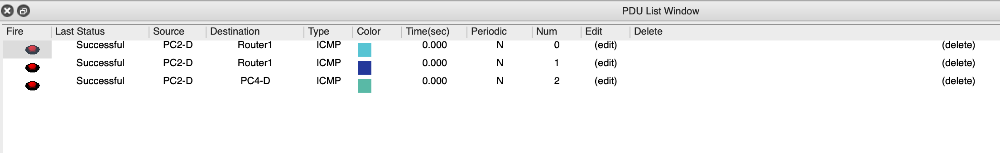 PDU List Window
Fire Last Status Source Destination Type Color Time(sec) Periodic Num Edit Delete
Successful PC2-D Router1 ICMP 0.000 N 0 (edit) (delete)
Successful PC2-D Router1 ICMP 0.000 N 1 (edit) (delete)
Successful PC2-D PC4-D ICMP 0.000 N 2 (edit) (delete)